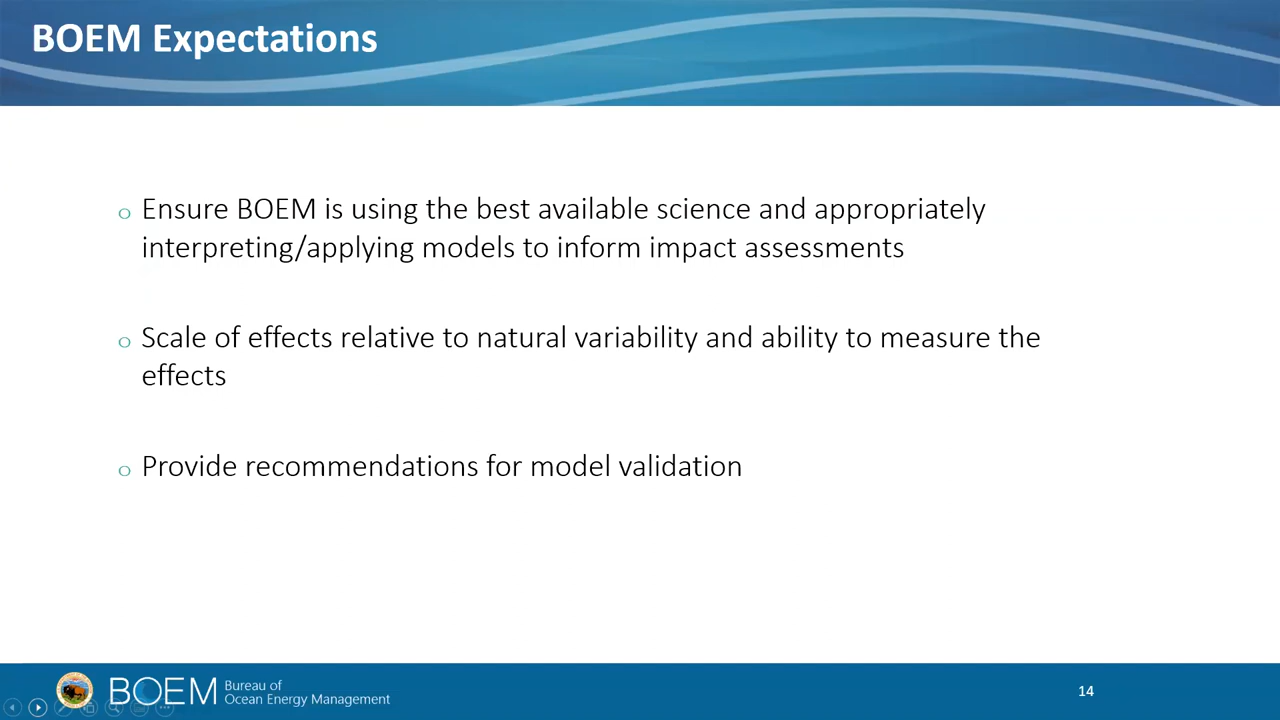 BOEM Expectations
o Ensure BOEM is using the best available science and appropriately
interpreting/applying models to inform impact assessments
o Scale of effects relative to natural variability and ability to measure the
effects
o Provide recommendations for model validation
BOEM
Bureau of
Ocean Energy Management
14